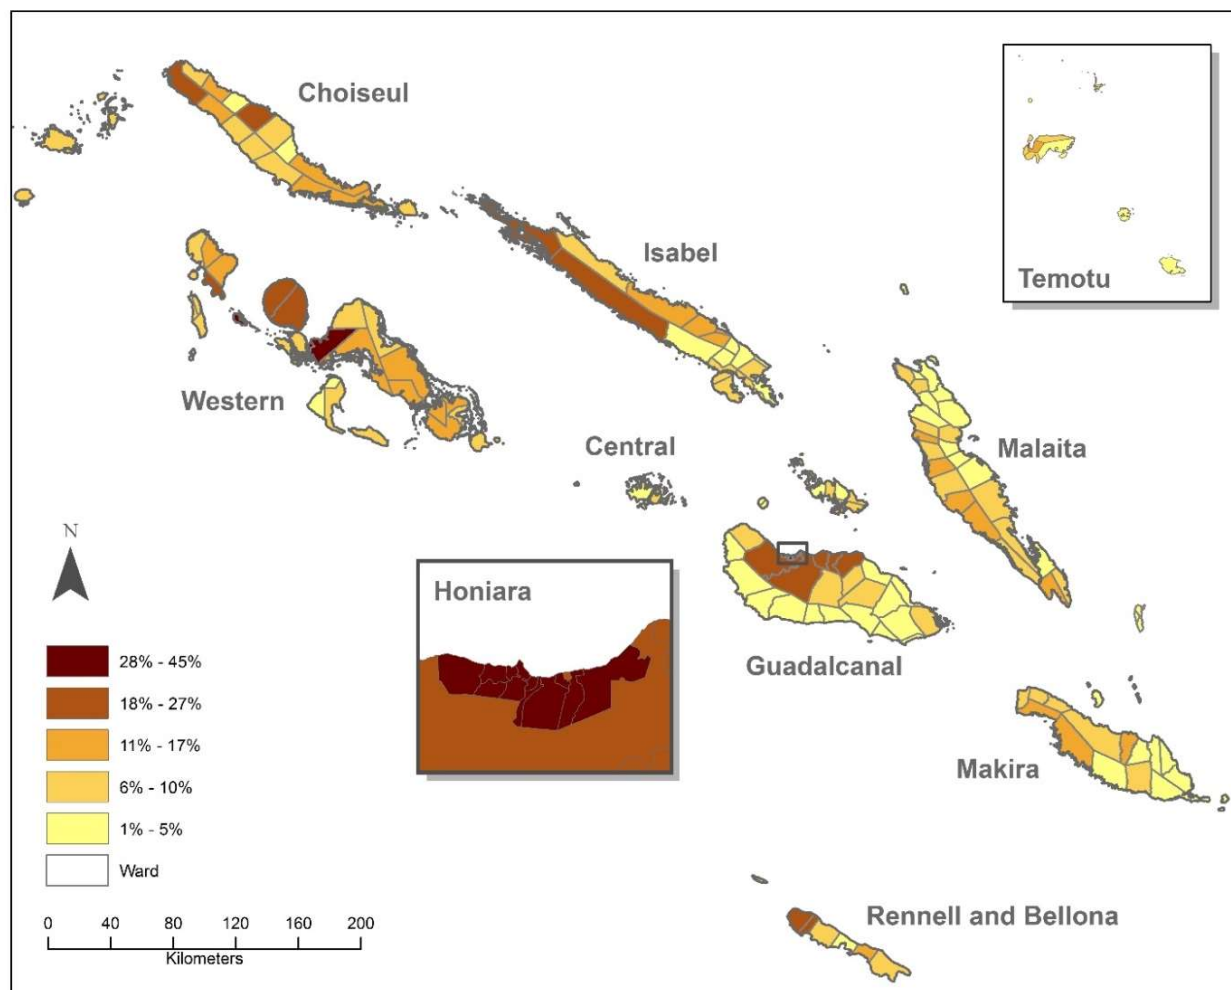 Choiseul
Temotu
Isabel
Western
Central
Malaita
N
Honiara
Guadalcanal
28% - 45%
18% - 27%
11% - 17%
6% - 10%
1% - 5%
Ward
Makira
0 40 80 120 160 200
Kilometers
Rennell and Bellona